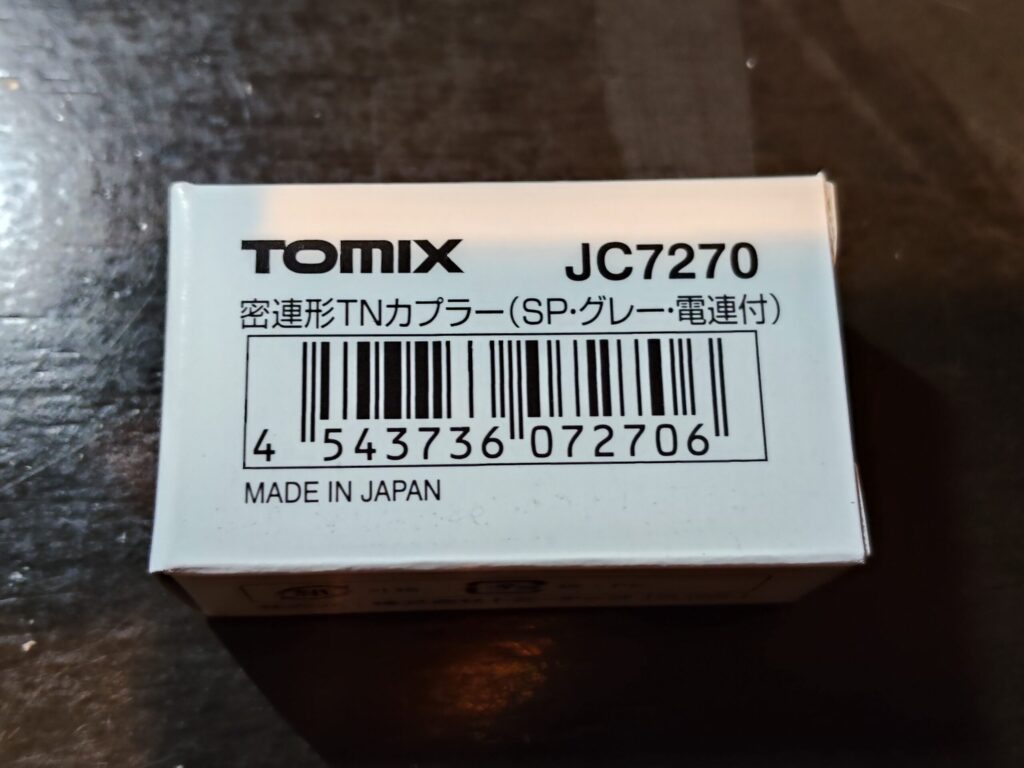 TOMIX JC7270
密連形TNカプラー(SP・グレー・電連付)
4 543736 072706
MADE IN JAPAN